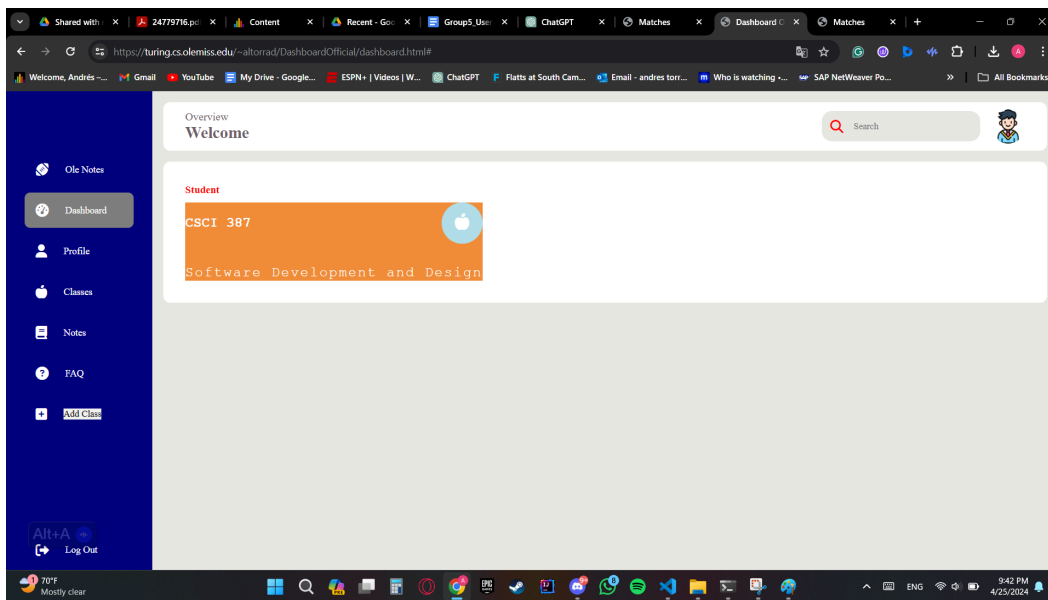 Shared with
24779716.pd
Content
Recent - Goo
Group5_User
ChatGPT
Matches
Dashboard O
Matches
https://turing.cs.olemiss.edu/~altorrad/DashboardOfficial/dashboard.html#
Welcome, Andrés –...
Gmail
YouTube
My Drive - Google...
ESPN+ | Videos | W...
ChatGPT
Flatts at South Cam...
Email - andres torr...
Who is watching •...
SAP NetWeaver Po...
»
All Bookmarks
Overview
Welcome
Search
Ole Notes
Dashboard
Profile
Classes
Notes
FAQ
Add Class
Alt+A
Log Out
Student
CSCI 387
Software Development and Design
1
70°F
Mostly clear
ENG
9:42 PM
4/25/2024